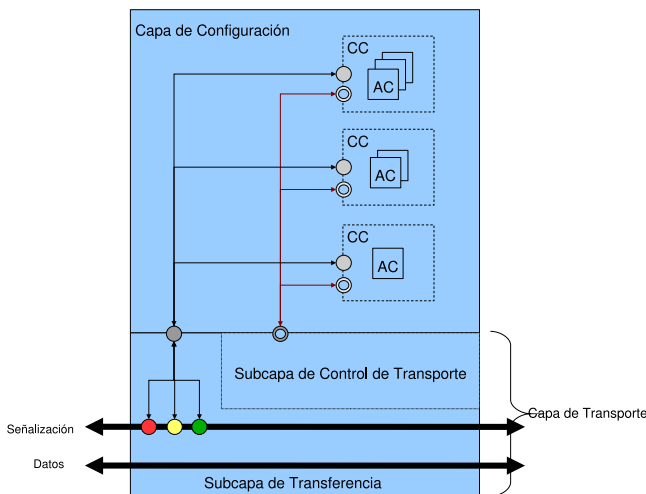 Capa de Configuración
CC
AC
CC
AC
CC
AC
Subcapa de Control de Transporte
Capa de Transporte
Señalización
Datos
Subcapa de Transferencia